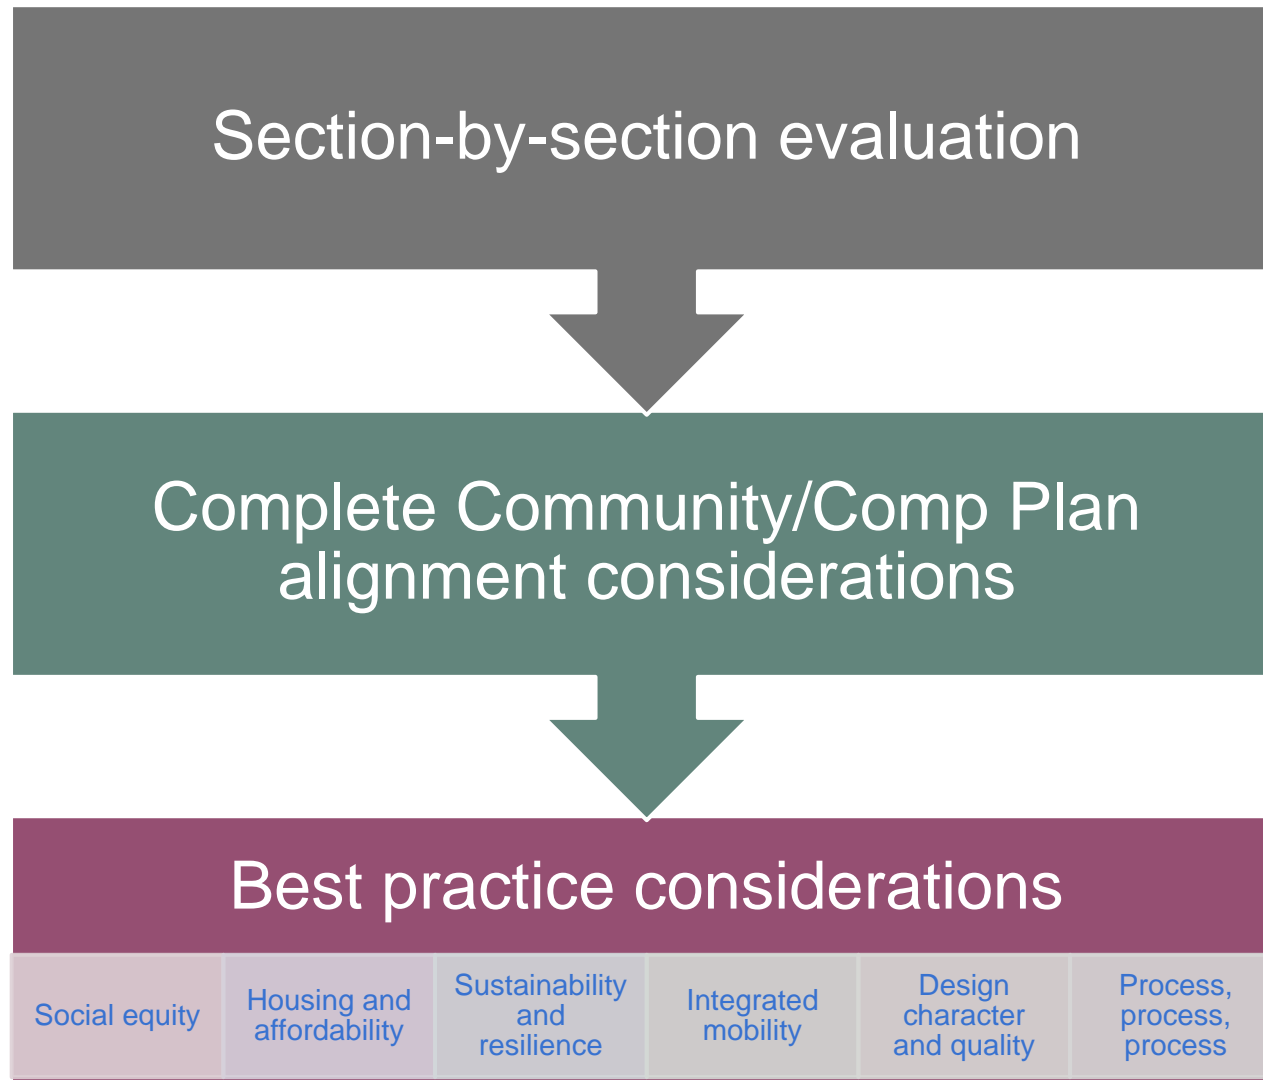 Section-by-section evaluation
Complete Community/Comp Plan
alignment considerations
Best practice considerations
Social equity
Housing and
affordability
Sustainability
and
resilience
Integrated
mobility
Design
character
and quality
Process,
process,
process